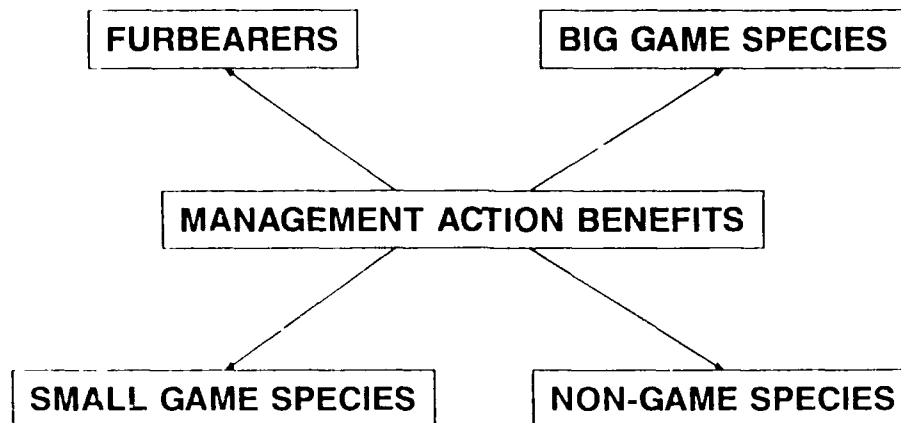 FURBEARERS
BIG GAME SPECIES
MANAGEMENT ACTION BENEFITS
SMALL GAME SPECIES
NON-GAME SPECIES